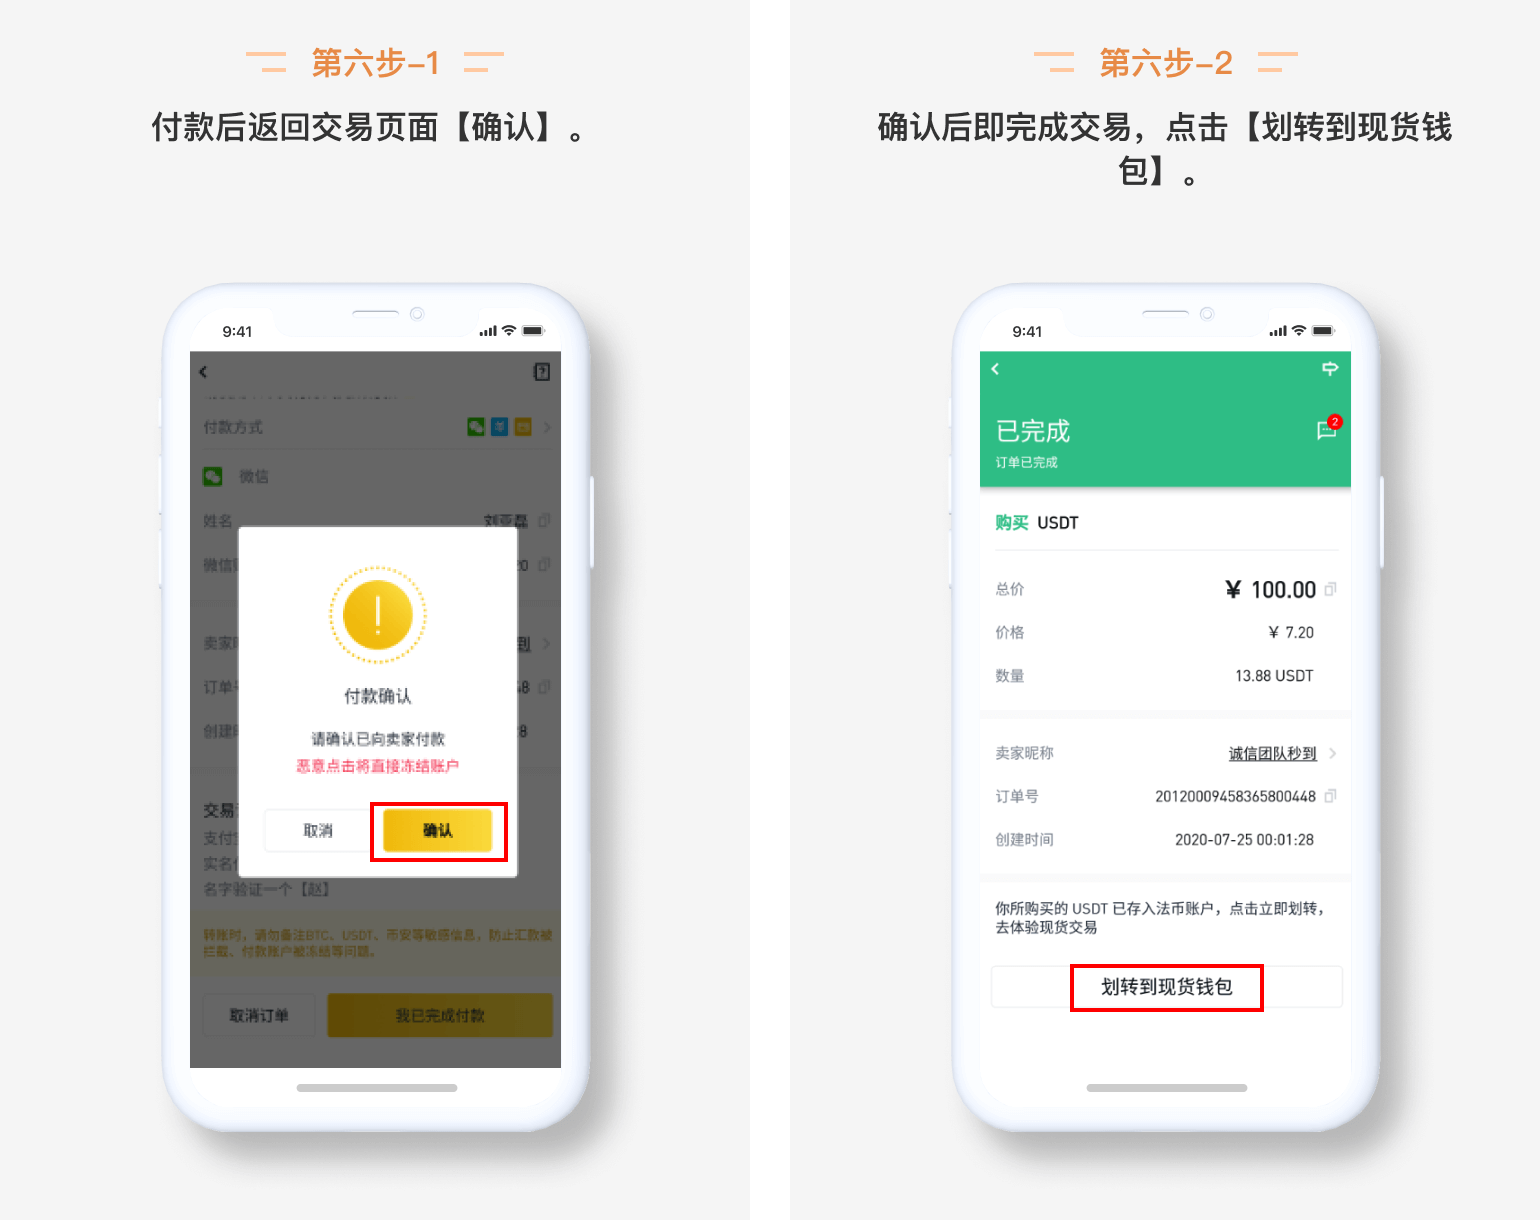 第六步-1
付款后返回交易页面【确认】。
9:41
付款方式
微信
姓名
刘亚磊
微信
20
卖家
到
订单号
48
创建时
28
付款确认
请确认已向卖家付款
恶意点击将直接冻结账户
取消
确认
交易
支付宝
实名
名字验证一个【赵】
转账时，请勿备注BTC、USDT、币安等敏感信息，防止汇款被
拦截、付款账户被冻结等问题。
取消订单
我已完成付款
第六步-2
确认后即完成交易，点击【划转到现货钱
包】。
9:41
已完成
2
订单已完成
购买 USDT
总价
¥ 100.00
价格
¥ 7.20
数量
13.88 USDT
卖家昵称
诚信团队秒到
订单号
20120009458365800448
创建时间
2020-07-25 00:01:28
你所购买的 USDT 已存入法币账户，点击立即划转，
去体验现货交易
划转到现货钱包